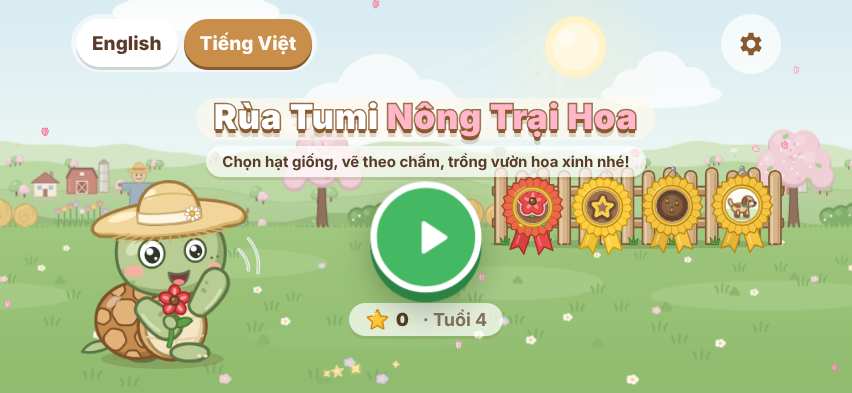 English
Tiếng Việt
Rùa Tumi Nông Trại Hoa
Chọn hạt giống, vẽ theo chấm, trồng vườn hoa xinh nhé!
0 · Tuổi 4